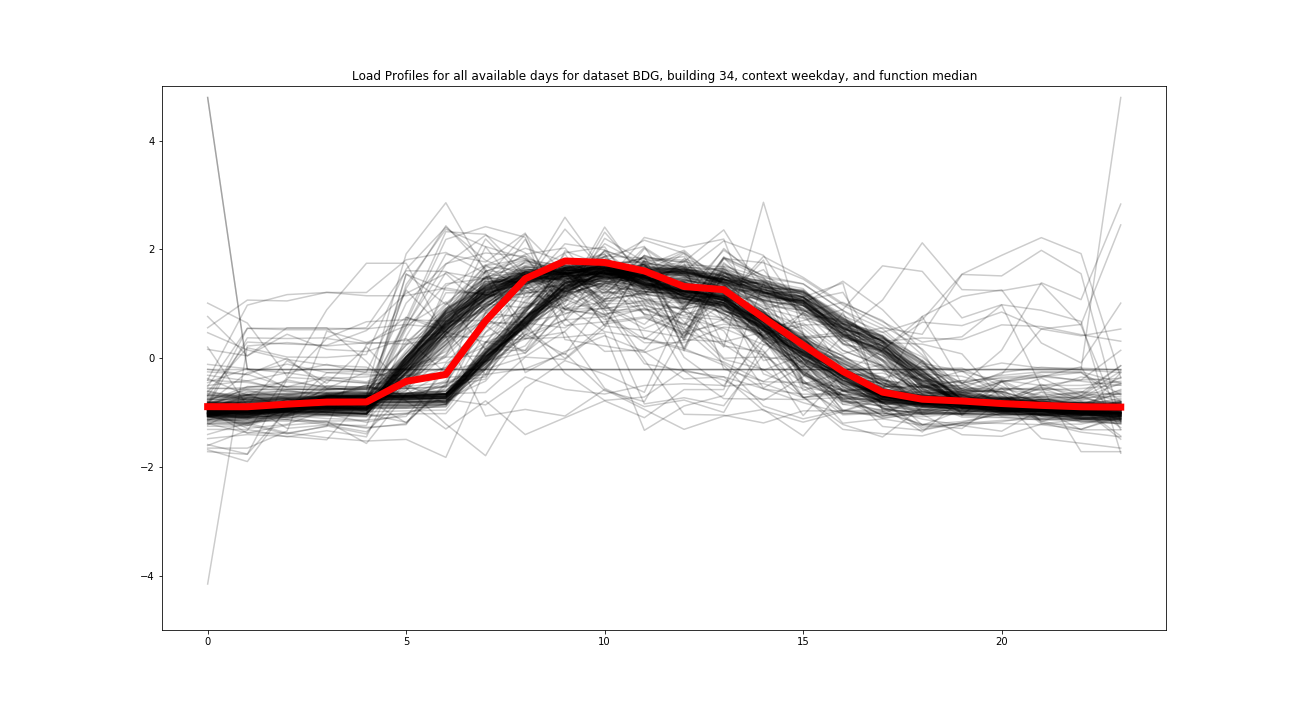 Load Profiles for all available days for dataset BDG, building 34, context weekday, and function median
4
2
0
−2
−4
0 5 10 15 20